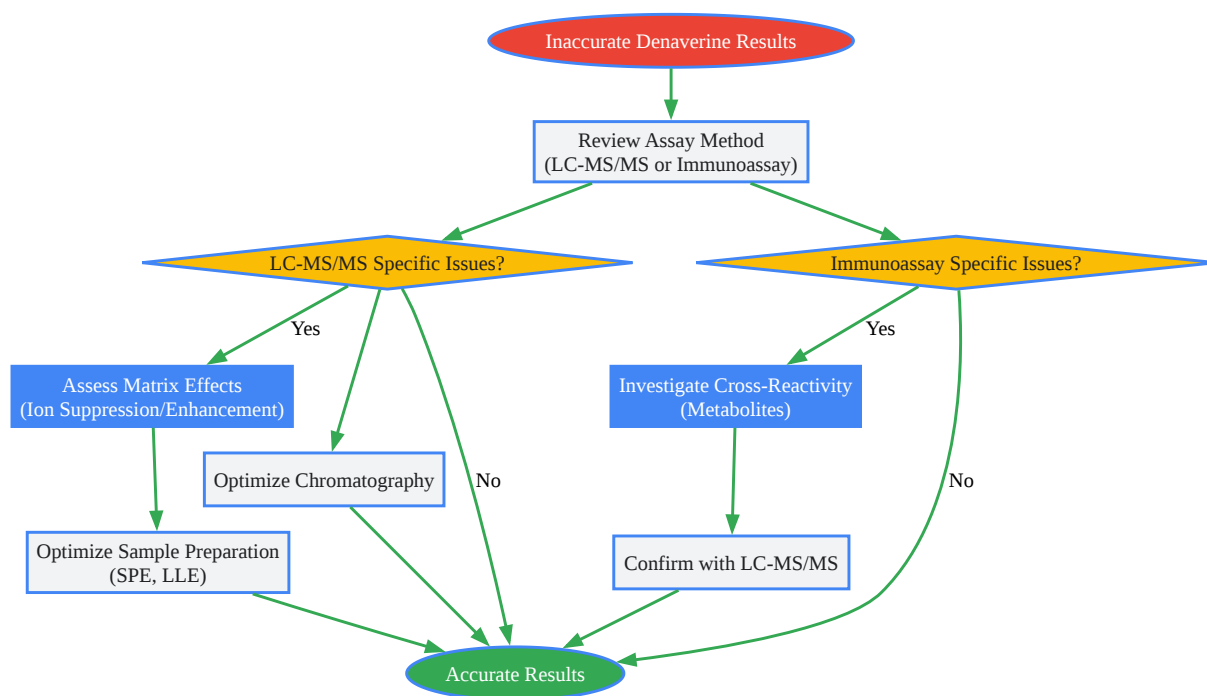 Inaccurate Denaverine Results
Review Assay Method
(LC-MS/MS or Immunoassay)
LC-MS/MS Specific Issues?
Immunoassay Specific Issues?
Yes
Yes
Assess Matrix Effects
(Ion Suppression/Enhancement)
Investigate Cross-Reactivity
(Metabolites)
Optimize Chromatography
No
No
Optimize Sample Preparation
(SPE, LLE)
Confirm with LC-MS/MS
Accurate Results